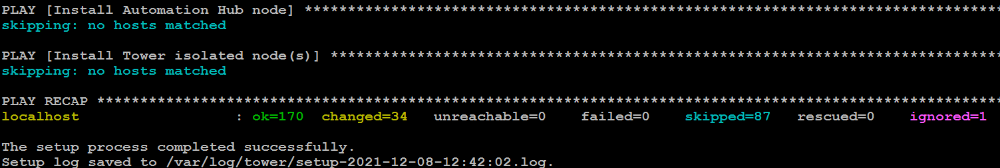 PLAY [Install Automation Hub node] *********************************************************************************
skipping: no hosts matched
PLAY [Install Tower isolated node(s)] ******************************************************************************
skipping: no hosts matched
PLAY RECAP *********************************************************************************************************
localhost : ok=170 changed=34 unreachable=0 failed=0 skipped=87 rescued=0 ignored=1
The setup process completed successfully.
Setup log saved to /var/log/tower/setup-2021-12-08-12:42:02.log.